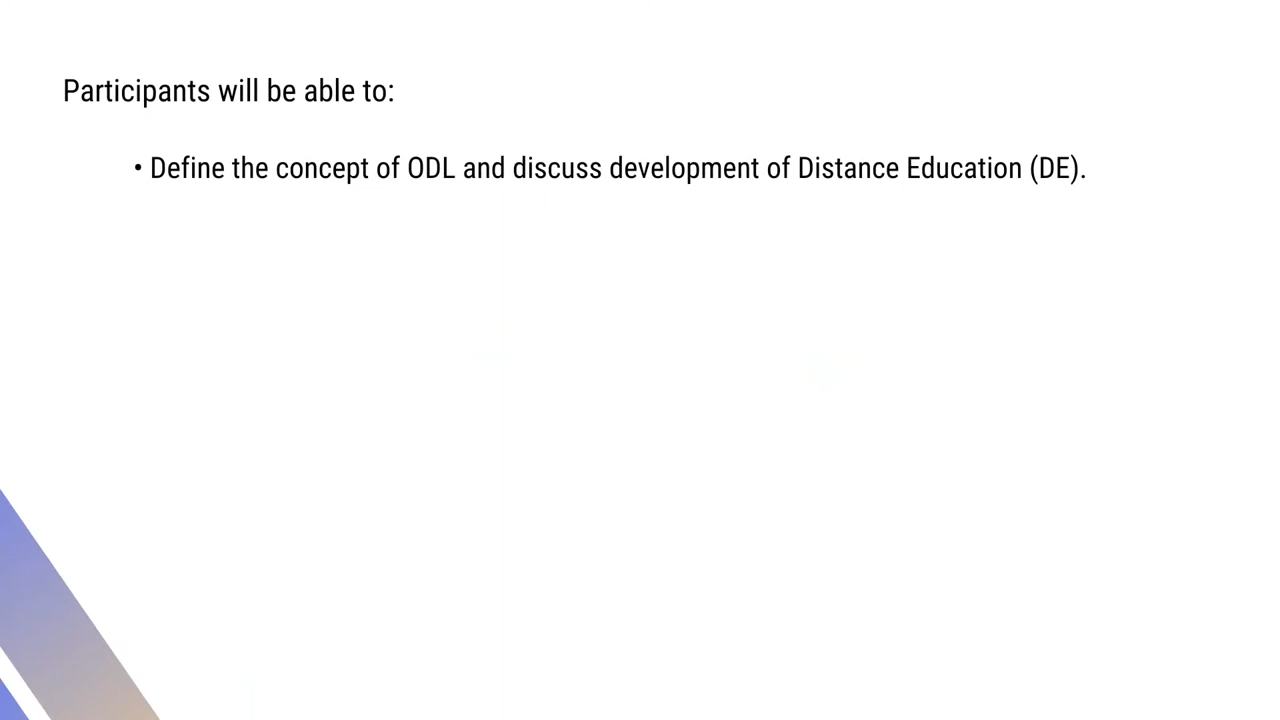 Participants will be able to:
• Define the concept of ODL and discuss development of Distance Education (DE).